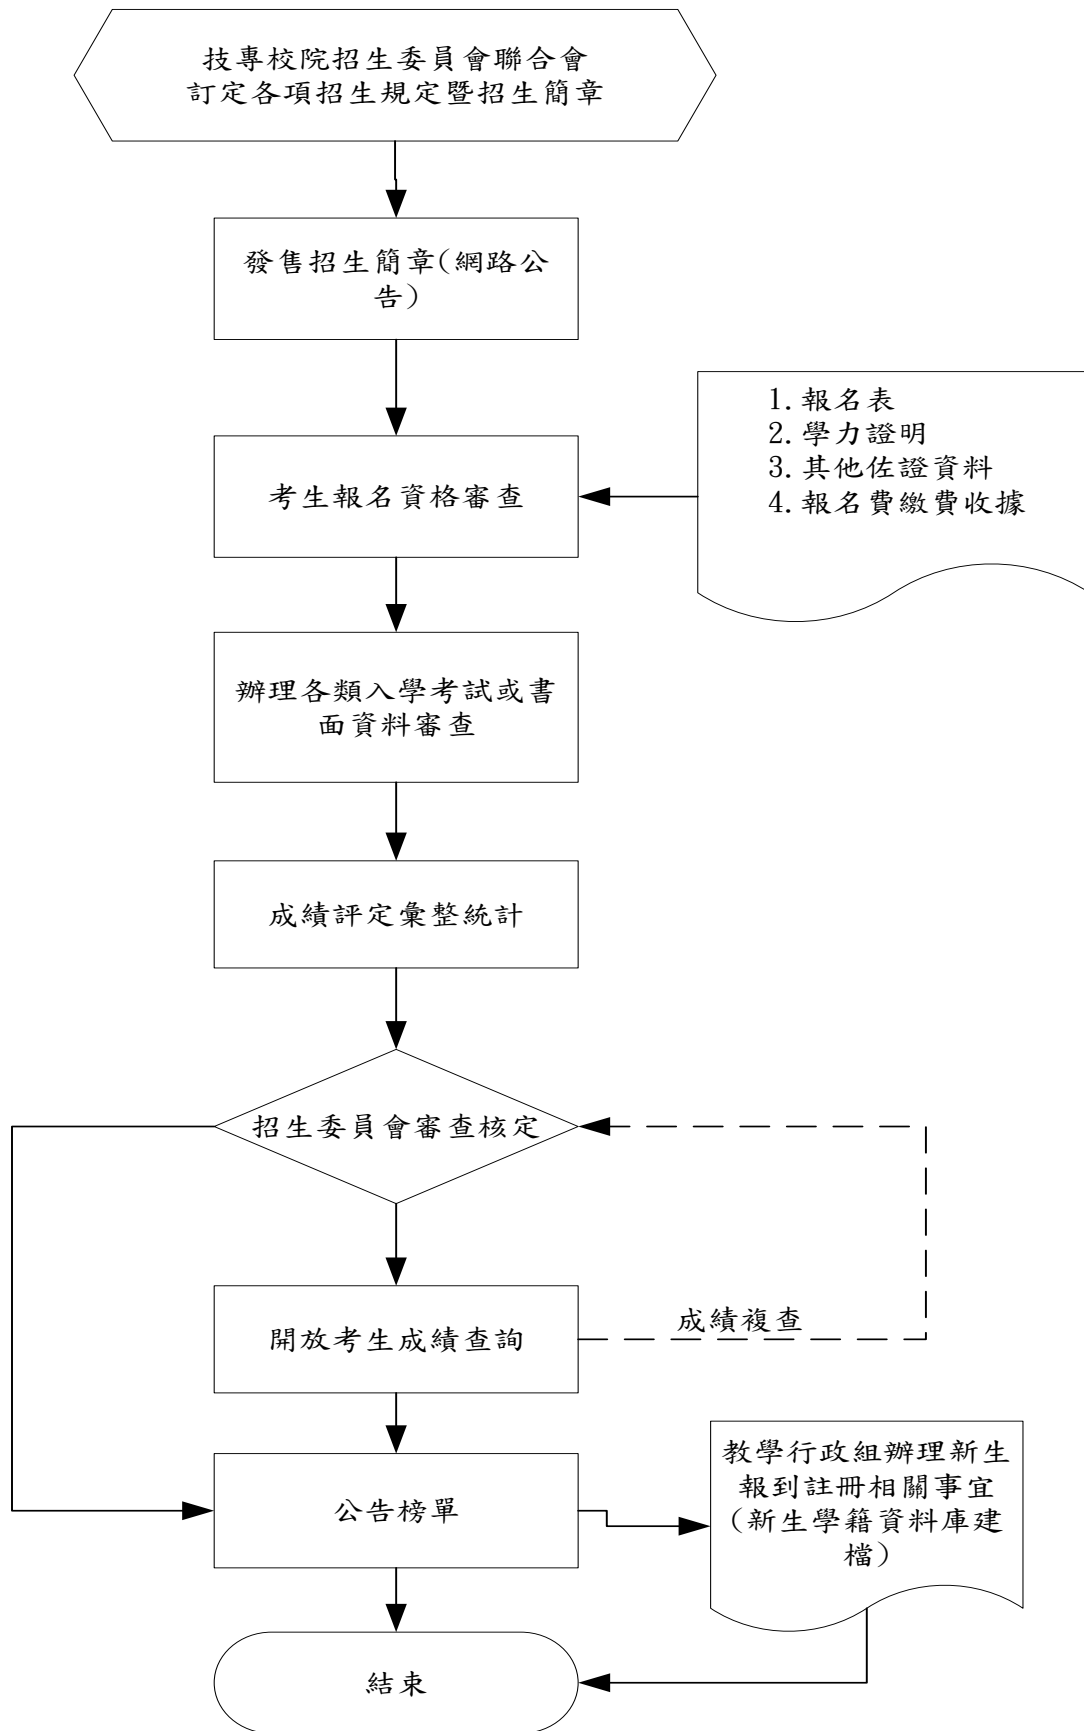 技專校院招生委員會聯合會
訂定各項招生規定暨招生簡章
發售招生簡章(網路公
告)
1.報名表
2.學力證明
3.其他佐證資料
4.報名費繳費收據
考生報名資格審查
辦理各類入學考試或書
面資料審查
成績評定彙整統計
招生委員會審查核定
開放考生成績查詢
成績複查
公告榜單
教學行政組辦理新生
報到註冊相關事宜
(新生學籍資料庫建
檔)
結束